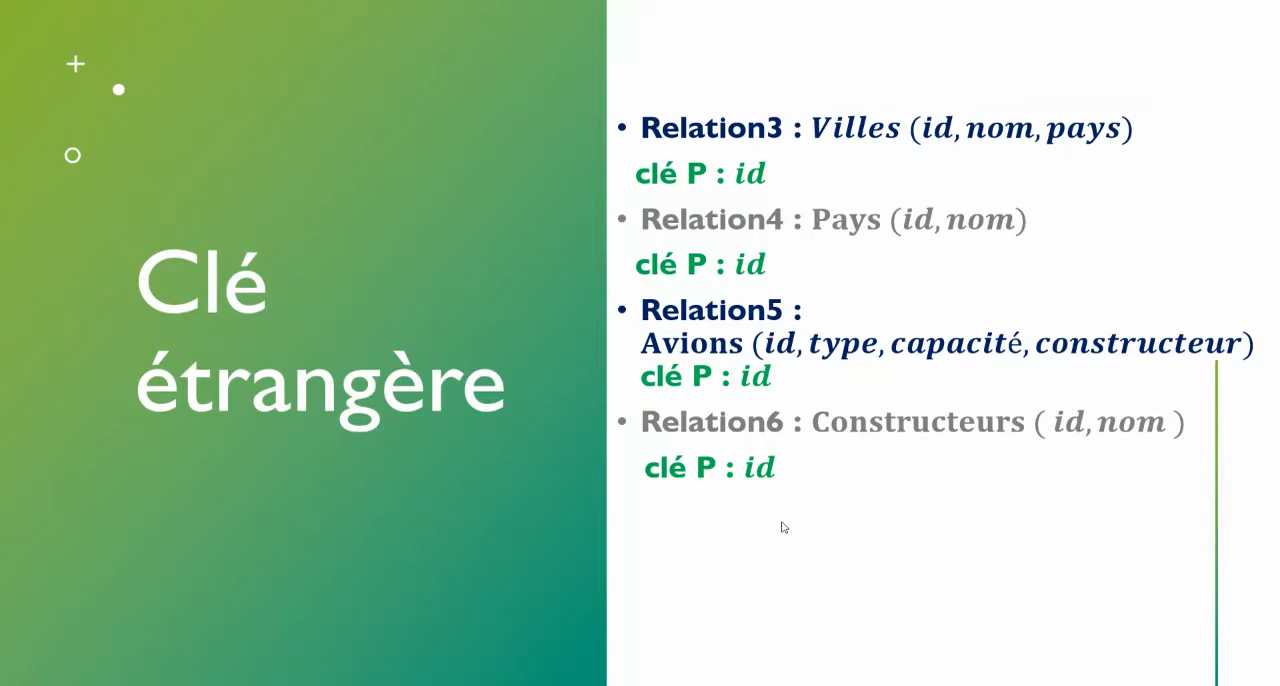 Clé
étrangère
• Relation3 : Villes (id, nom, pays)
clé P : id
• Relation4 : Pays (id, nom)
clé P : id
• Relation5 :
Avions (id, type, capacité, constructeur)
clé P : id
• Relation6 : Constructeurs ( id, nom )
clé P : id